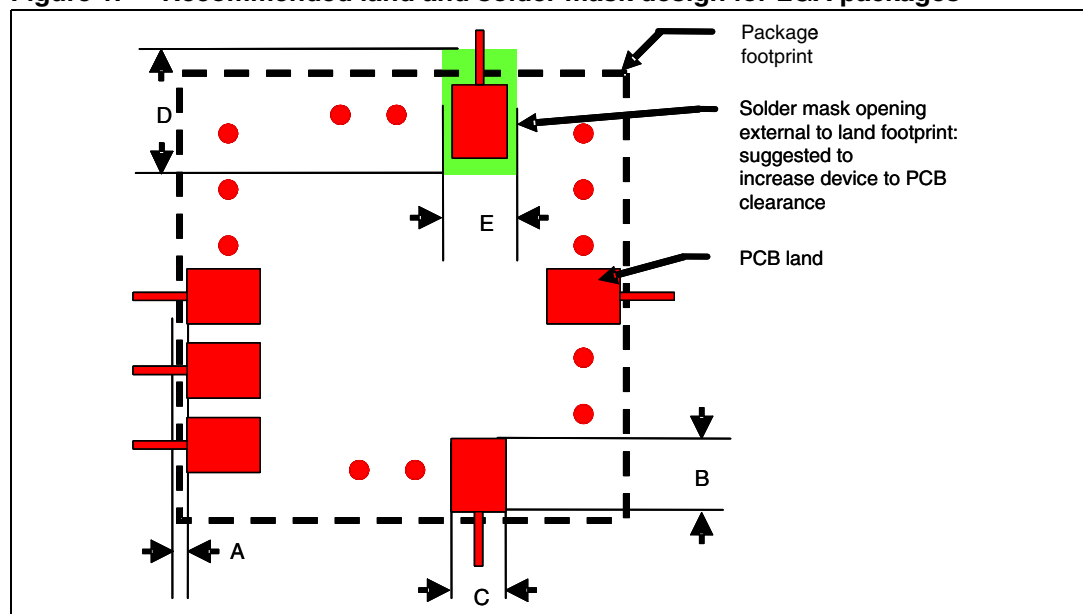 Package
footprint
D
Solder mask opening
external to land footprint:
suggested to
increase device to PCB
clearance
E
PCB land
B
A
C